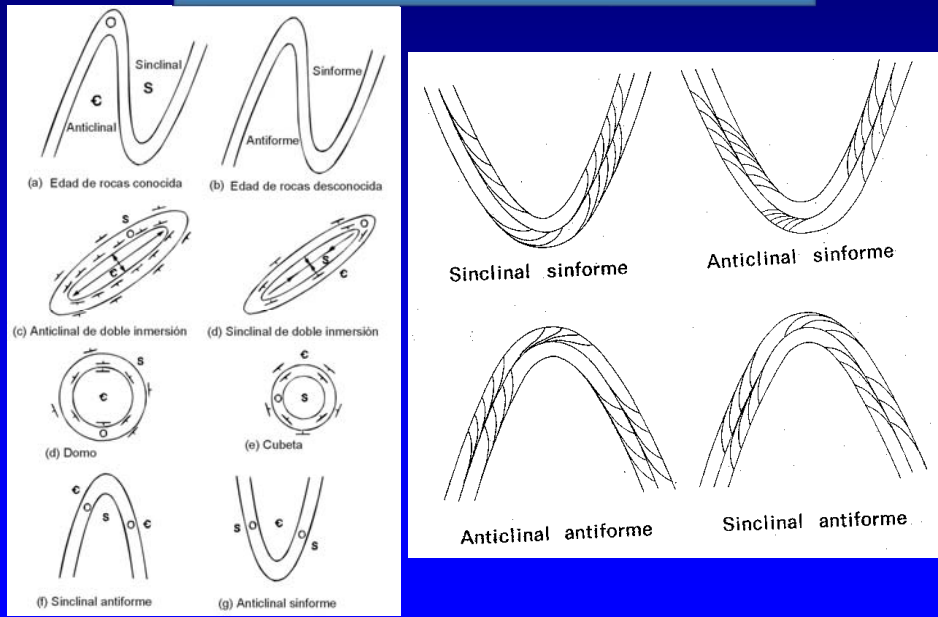 O
Sinclinal
S
Є
Anticlinal
(a) Edad de rocas conocida
Sinforme
Antiforme
(b) Edad de rocas desconocida
S
O
Є
(c) Anticlinal de doble inmersión
O
S
Є
(d) Sinclinal de doble inmersión
S
Є
O
(d) Domo
Є
O
S
(e) Cubeta
Є
O
S
O
Є
(f) Sinclinal antiforme
S
O
Є
O
S
(g) Anticlinal sinforme
Sinclinal sinforme
Anticlinal sinforme
Anticlinal antiforme
Sinclinal antiforme